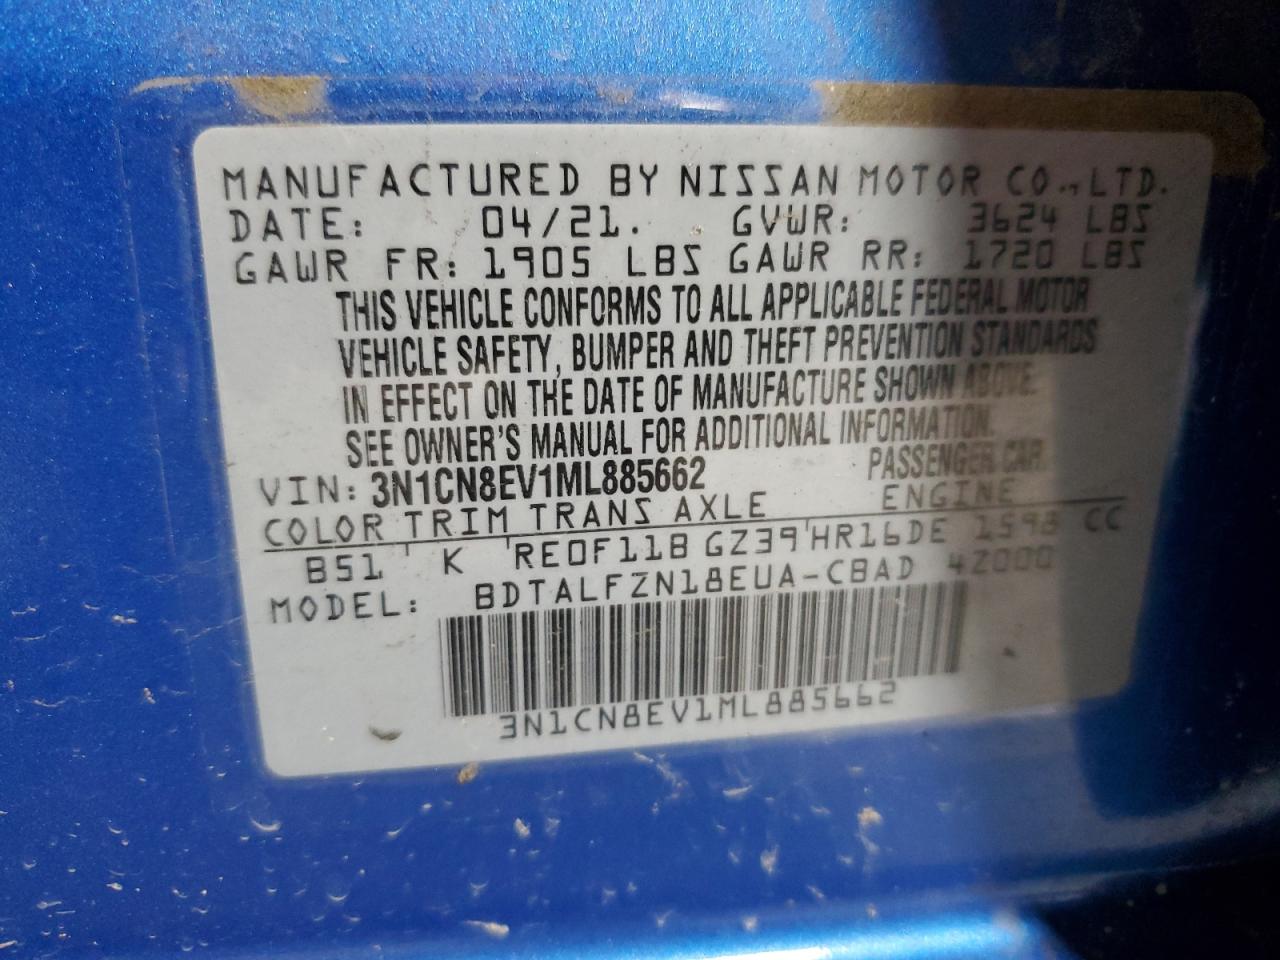 MANUFACTURED BY NISSAN MOTOR CO., LTD.
DATE: 04/21. GVWR: 3624 LBS
GAWR FR: 1905 LBS GAWR RR: 1720 LBS
THIS VEHICLE CONFORMS TO ALL APPLICABLE FEDERAL MOTOR
VEHICLE SAFETY, BUMPER AND THEFT PREVENTION STANDARDS
IN EFFECT ON THE DATE OF MANUFACTURE SHOWN ABOVE.
SEE OWNER'S MANUAL FOR ADDITIONAL INFORMATION.
VIN: 3N1CN8EV1ML885662 PASSENGER CAR
COLOR TRIM TRANS AXLE ENGINE
B51 K RE0F11B GZ39 HR16DE 1598 CC
MODEL: BDTALFZN18EUA-CBAD 42000
3N1CN8EV1ML885662